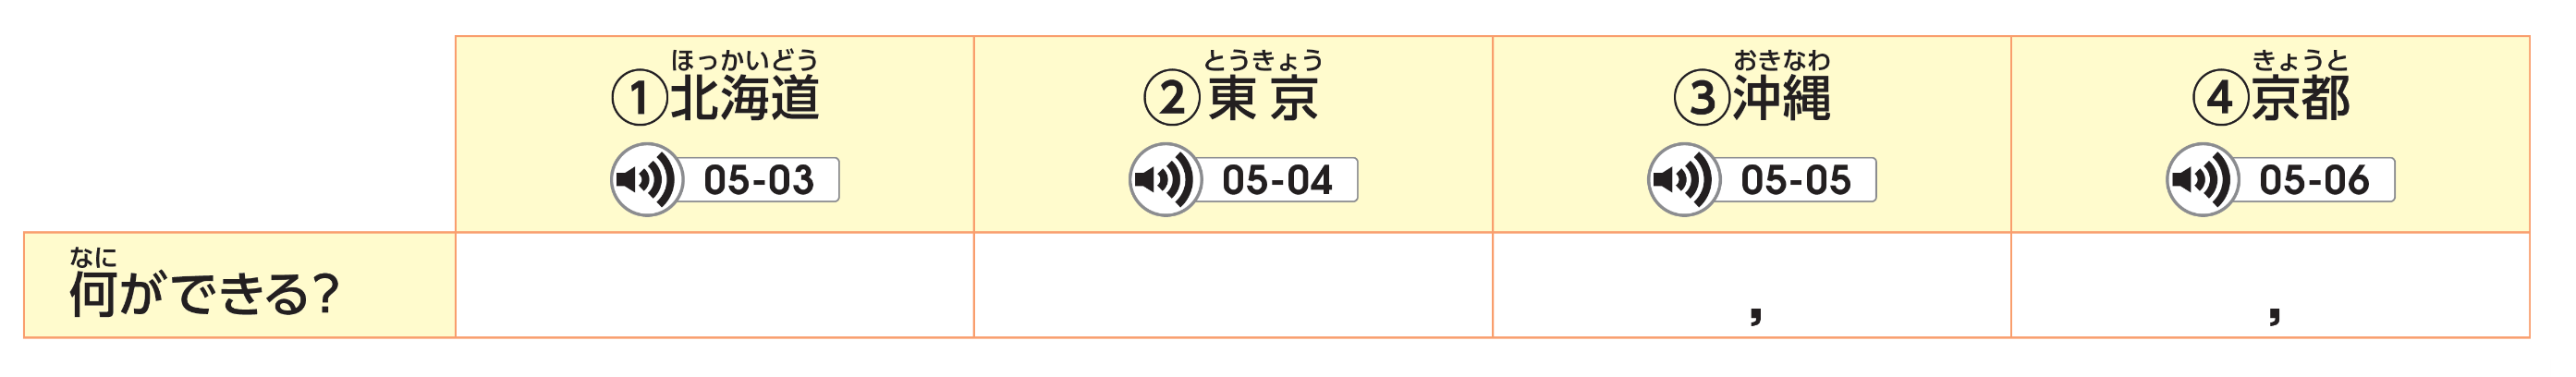 ほっかいどう とうきょう おきなわ きょうと
①北海道 ②東京 ③沖縄 ④京都
05-03 05-04 05-05 05-06
なに
何ができる? , ,